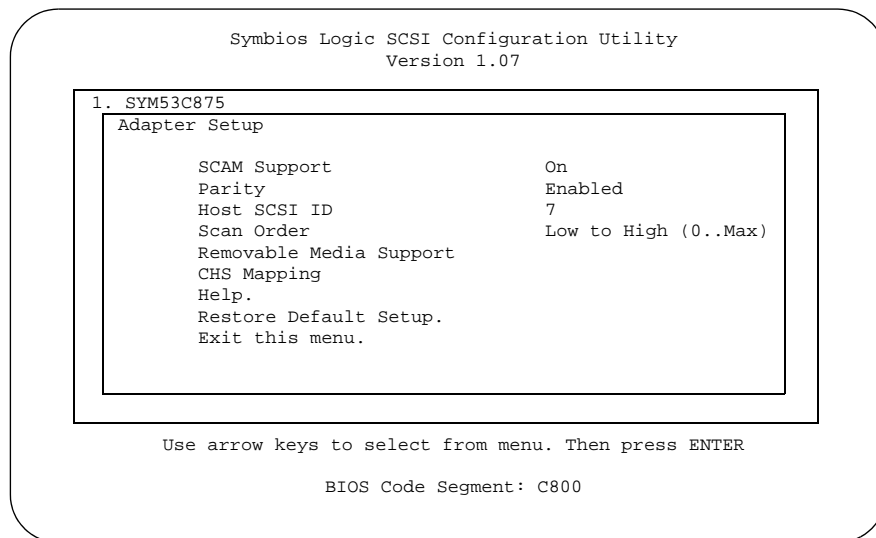 Symbios Logic SCSI Configuration Utility
Version 1.07
1. SYM53C875
Adapter Setup
SCAM Support On
Parity Enabled
Host SCSI ID 7
Scan Order Low to High (0..Max)
Removable Media Support
CHS Mapping
Help.
Restore Default Setup.
Exit this menu.
Use arrow keys to select from menu. Then press ENTER
BIOS Code Segment: C800